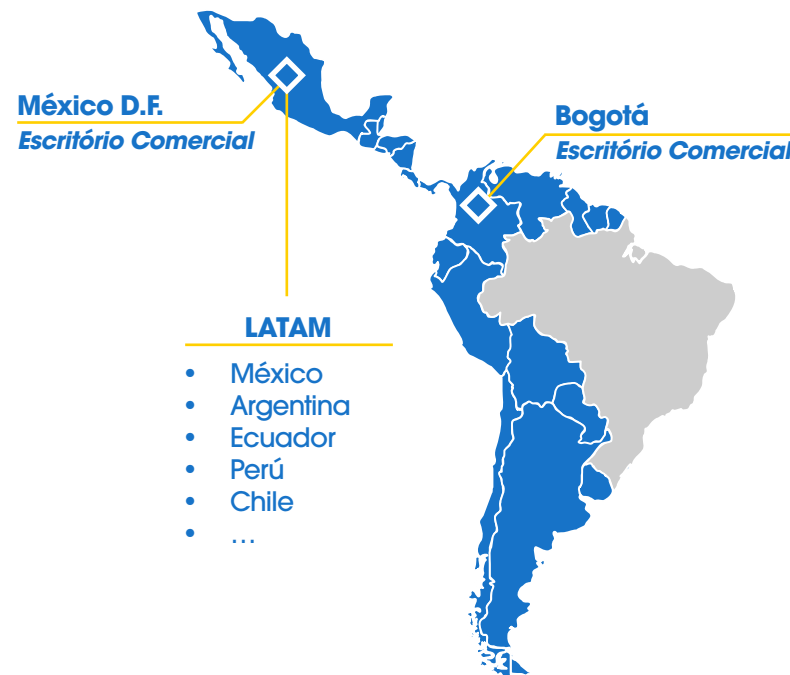 México D.F.
Escritório Comercial
Bogotá
Escritório Comercial
LATAM
• México
• Argentina
• Ecuador
• Perú
• Chile
• ...